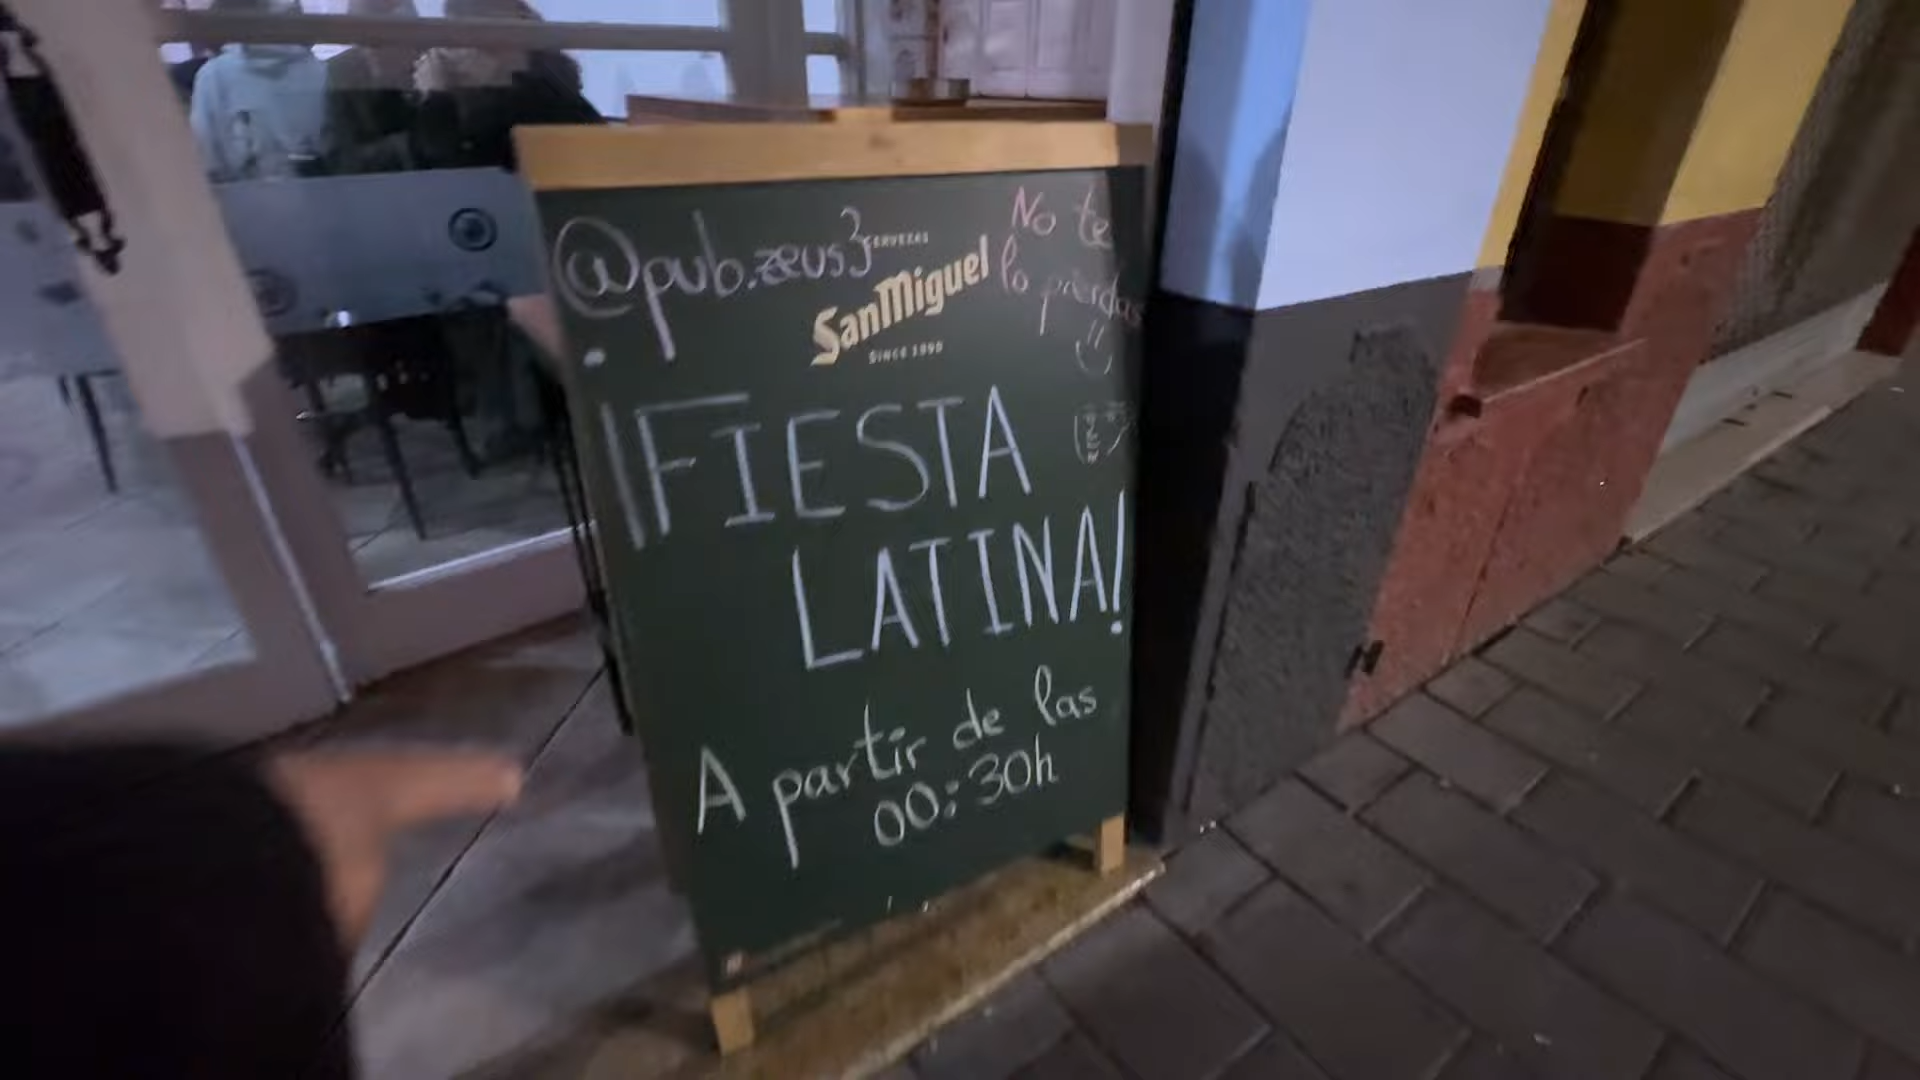 @pub.zeus3
CERVEZAS
SanMiguel
Since 1890
No te
lo pierdas
¡FIESTA
LATINA!
A partir de las
00:30h